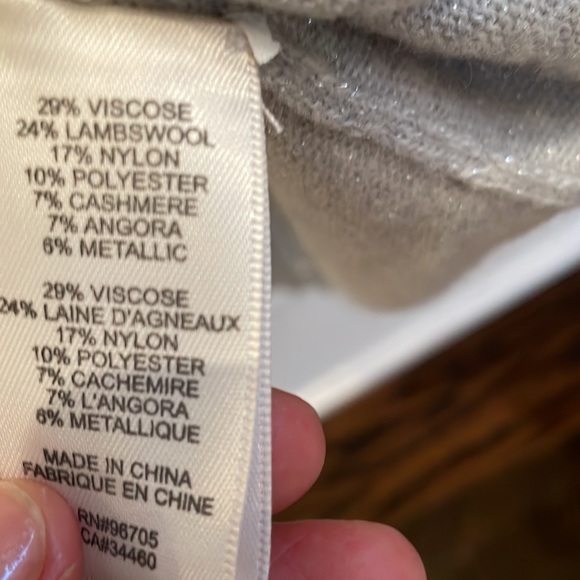 29% VISCOSE
24% LAMBSWOOL
17% NYLON
10% POLYESTER
7% CASHMERE
7% ANGORA
6% METALLIC
29% VISCOSE
24% LAINE D'AGNEAUX
17% NYLON
10% POLYESTER
7% CACHEMIRE
7% L'ANGORA
6% METALLIQUE
MADE IN CHINA
FABRIQUE EN CHINE
RN#96705
CA#34460